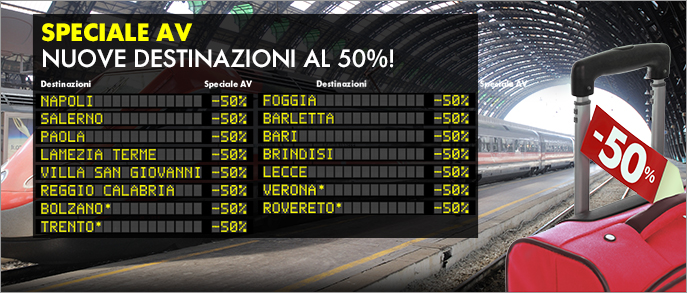 SPECIALE AV
NUOVE DESTINAZIONI AL 50%!
Destinazioni Speciale AV Destinazioni Speciale AV
NAPOLI -50% FOGGIA -50%
SALERNO -50% BARLETTA -50%
PAOLA -50% BARI -50%
LAMEZIA TERME -50% BRINDISI -50%
VILLA SAN GIOVANNI -50% LECCE -50%
REGGIO CALABRIA -50% VERONA* -50%
BOLZANO* -50% ROVERETO* -50%
TRENTO* -50%
-50%